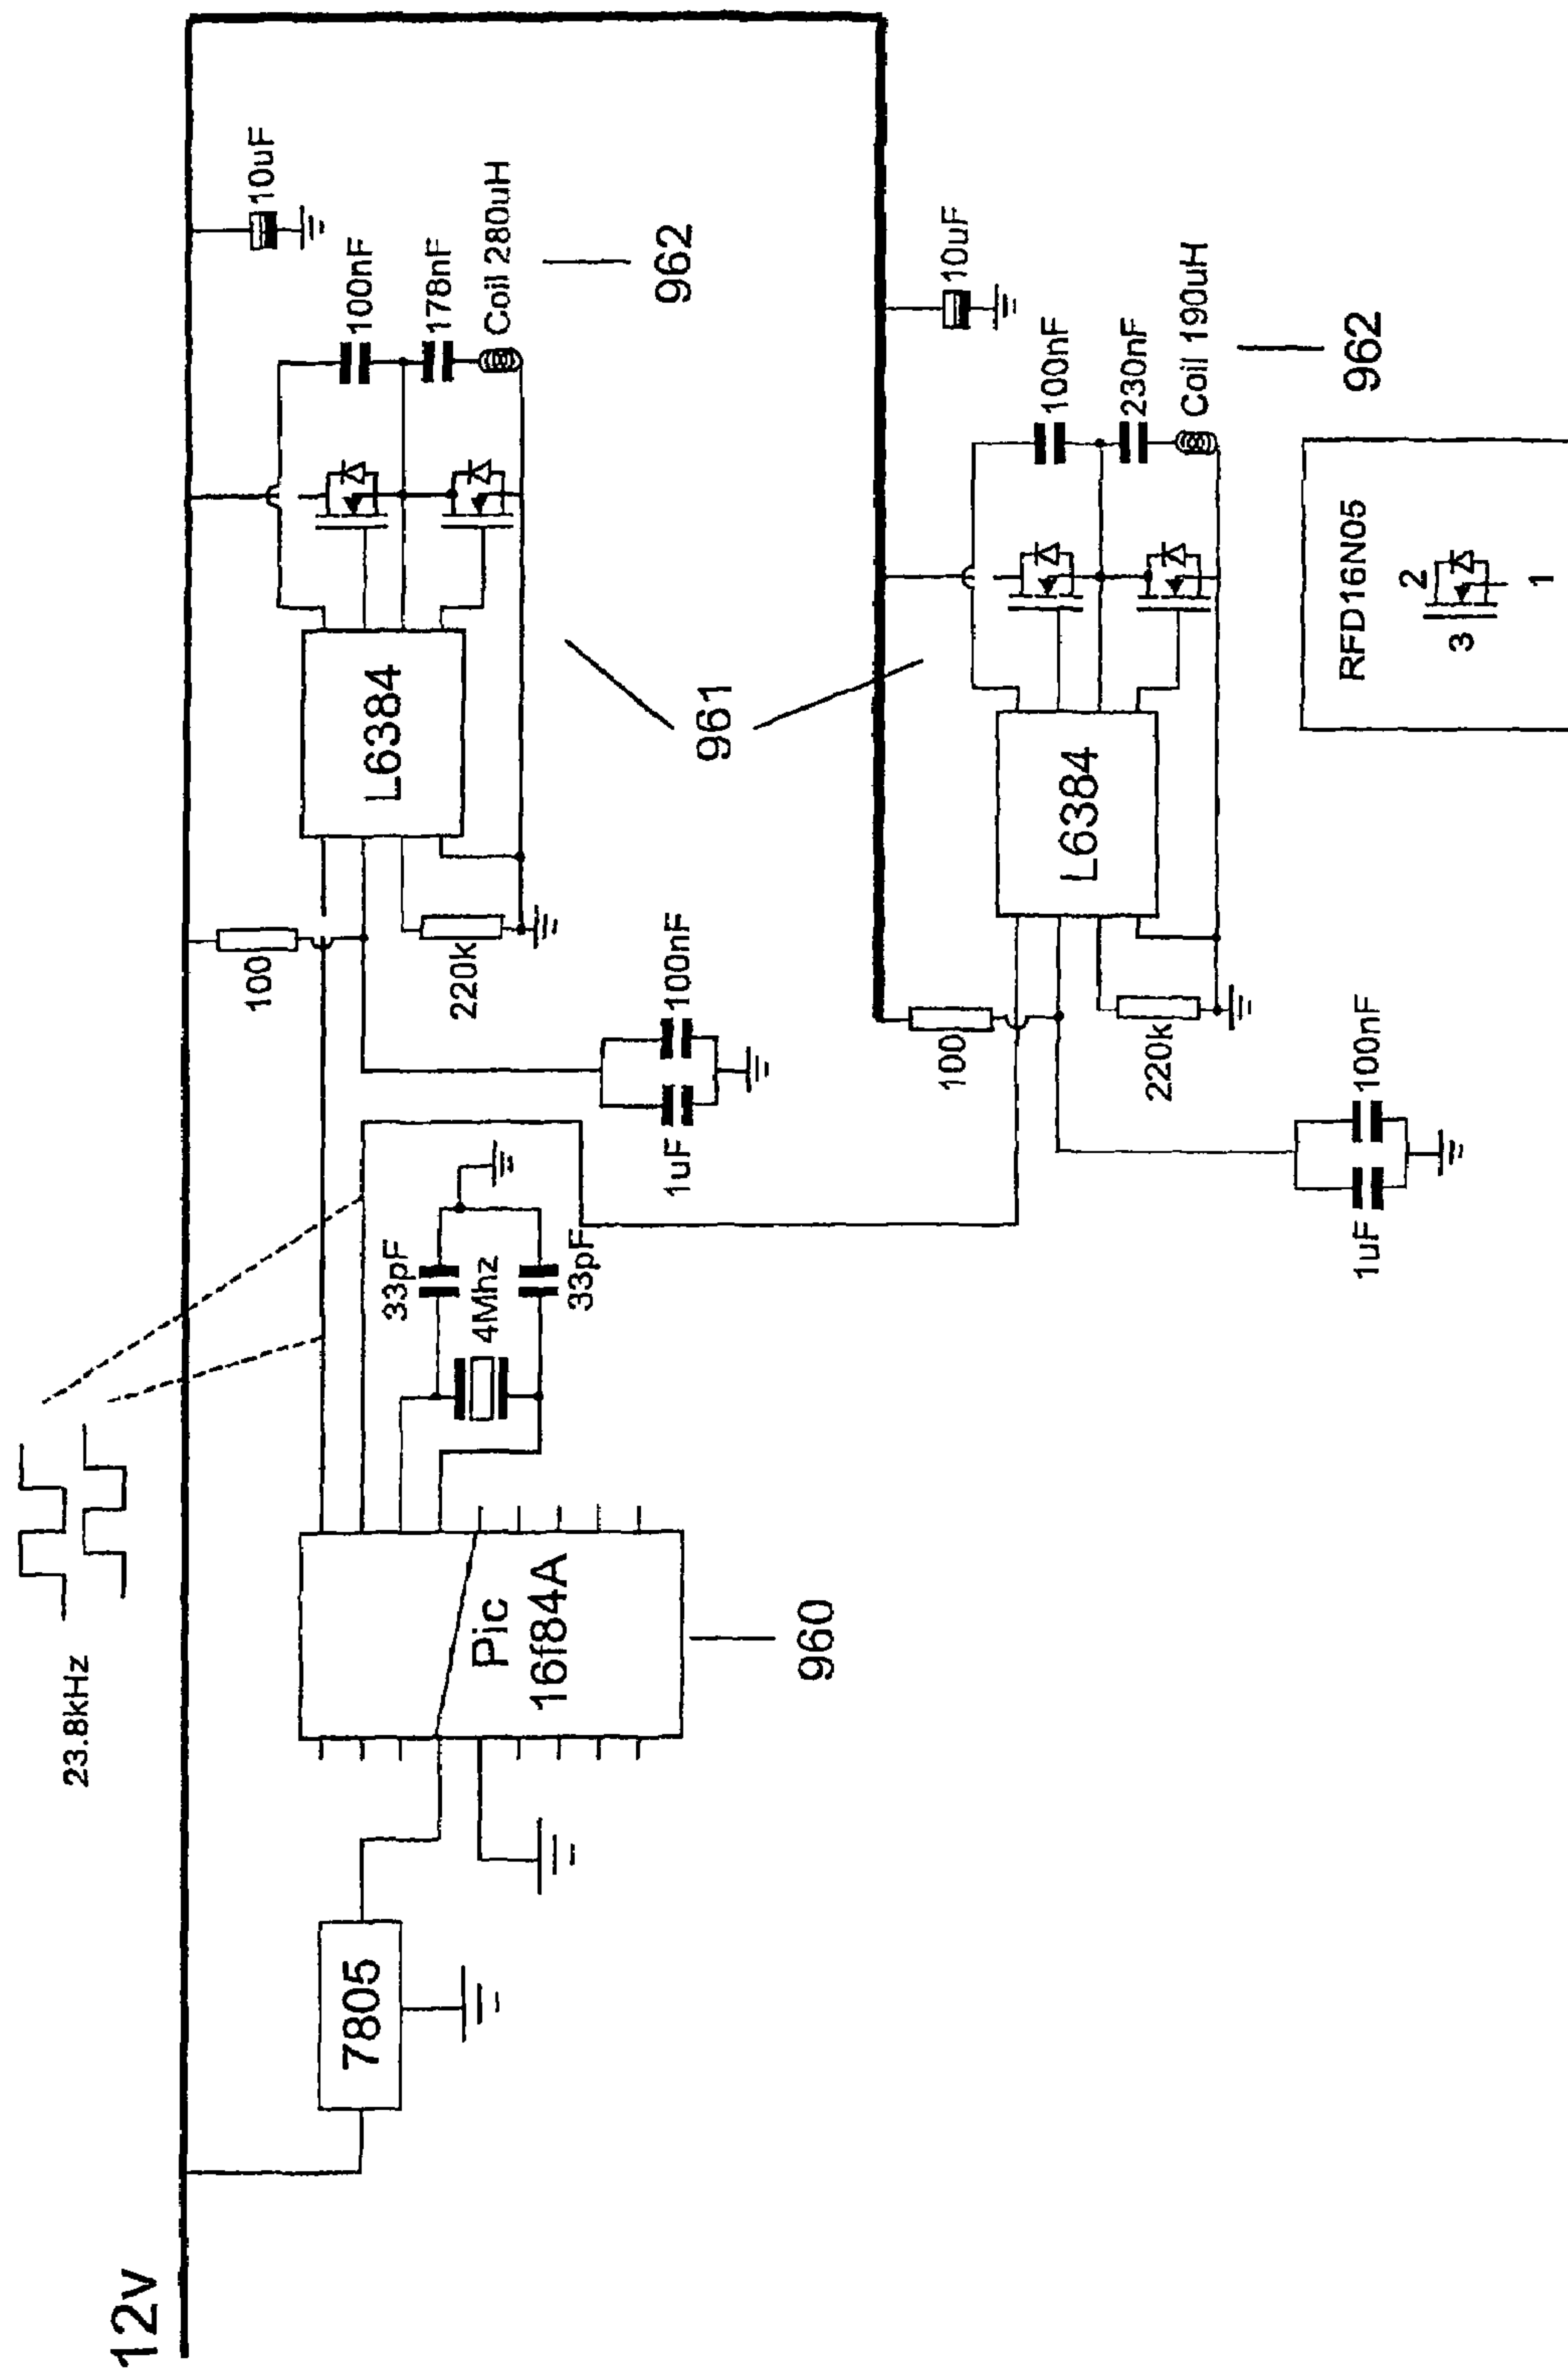 12v
23.8kHz
7805
Pic
16f84A
960
33pF
4Mhz
33pF
100
220k
L6384
1uF
100nF
10uF
100nF
178nF
Coil 280uH
962
961
100
220k
L6384
1uF
100nF
10uF
100nF
230nF
Coil 190uH
962
RFD16N05
2
3
1